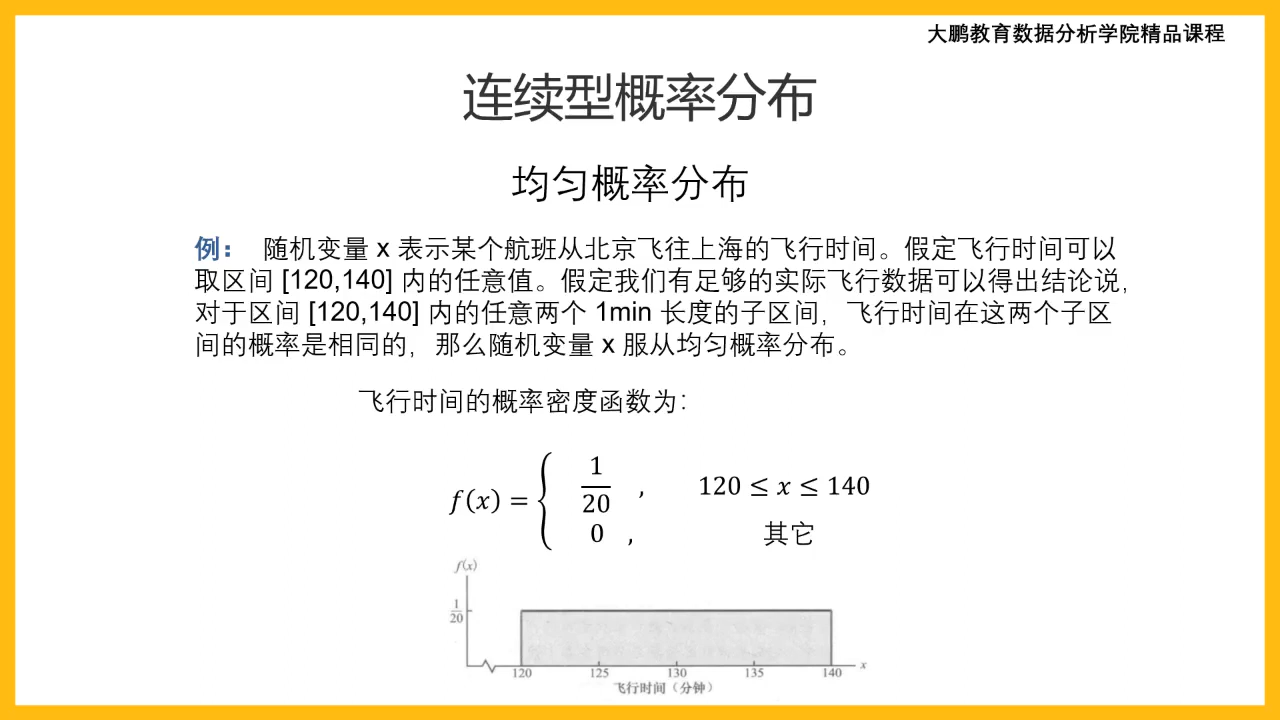 大鹏教育数据分析学院精品课程
连续型概率分布
均匀概率分布
例： 随机变量 x 表示某个航班从北京飞往上海的飞行时间。假定飞行时间可以
取区间 [120,140] 内的任意值。假定我们有足够的实际飞行数据可以得出结论说，
对于区间 [120,140] 内的任意两个 1min 长度的子区间，飞行时间在这两个子区
间的概率是相同的，那么随机变量 x 服从均匀概率分布。
飞行时间的概率密度函数为：
f(x) = { 1/20 , 120 ≤ x ≤ 140
0 , 其它
f(x)
1/20
120 125 130 135 140 x
飞行时间（分钟）